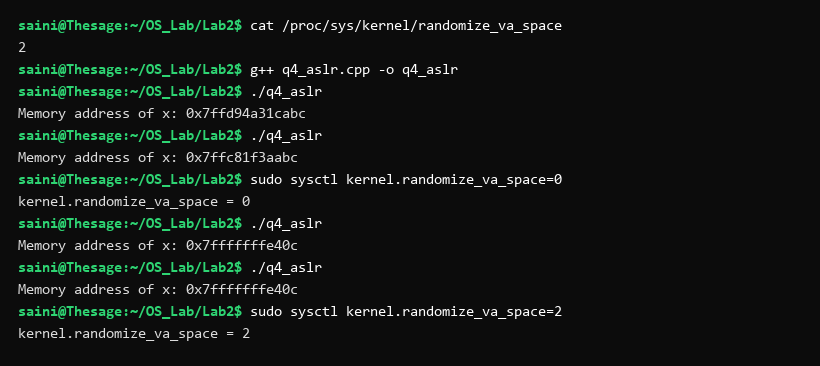 saini@Thesage:~/OS_Lab/Lab2$ cat /proc/sys/kernel/randomize_va_space
2
saini@Thesage:~/OS_Lab/Lab2$ g++ q4_aslr.cpp -o q4_aslr
saini@Thesage:~/OS_Lab/Lab2$ ./q4_aslr
Memory address of x: 0x7ffd94a31cabc
saini@Thesage:~/OS_Lab/Lab2$ ./q4_aslr
Memory address of x: 0x7ffc81f3aabc
saini@Thesage:~/OS_Lab/Lab2$ sudo sysctl kernel.randomize_va_space=0
kernel.randomize_va_space = 0
saini@Thesage:~/OS_Lab/Lab2$ ./q4_aslr
Memory address of x: 0x7fffffffe40c
saini@Thesage:~/OS_Lab/Lab2$ ./q4_aslr
Memory address of x: 0x7fffffffe40c
saini@Thesage:~/OS_Lab/Lab2$ sudo sysctl kernel.randomize_va_space=2
kernel.randomize_va_space = 2